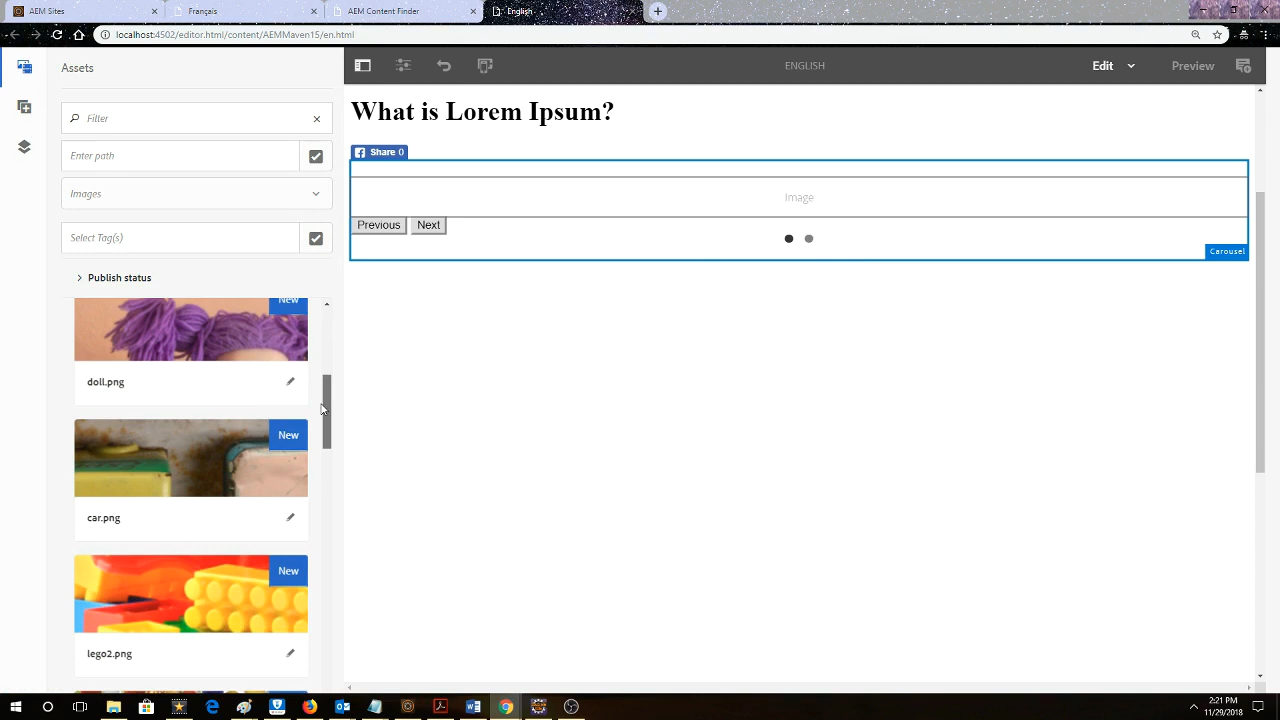 AEM Sites
Français
AEM Content Finder
English
localhost:4502/editor.html/content/AEMMaven15/en.html
Assets
Filter
Enter path
Images
Select Tag(s)
Publish status
New
doll.png
New
car.png
New
lego2.png
ENGLISH
Edit
Preview
What is Lorem Ipsum?
Share 0
Image
Previous
Next
Carousel
2:21 PM
11/29/2018